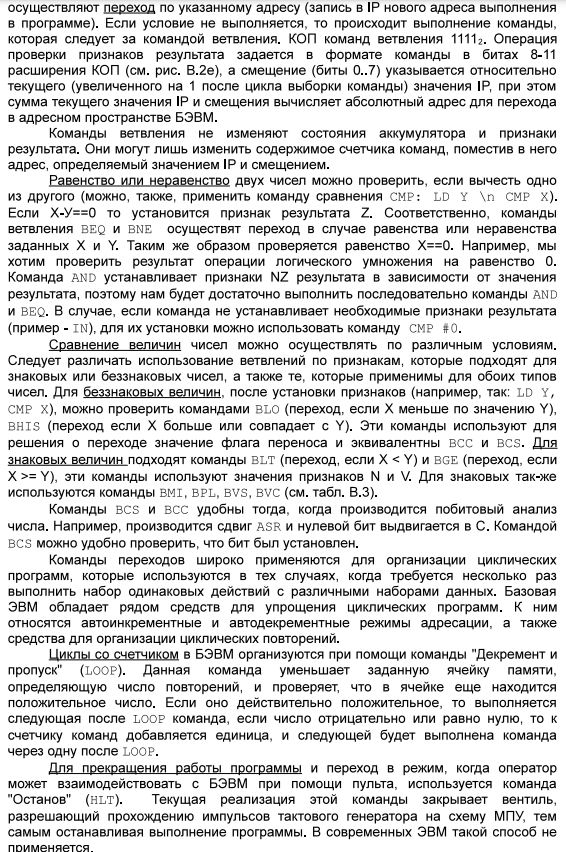 осуществляют переход по указанному адресу (запись в IP нового адреса выполнения
в программе). Если условие не выполняется, то происходит выполнение команды,
которая следует за командой ветвления. КОП команд ветвления 1111₂. Операция
проверки признаков результата задается в формате команды в битах 8-11
расширения КОП (см. рис. В.2е), а смещение (биты 0..7) указывается относительно
текущего (увеличенного на 1 после цикла выборки команды) значения IP, при этом
сумма текущего значения IP и смещения вычисляет абсолютный адрес для перехода
в адресном пространстве БЭВМ.
Команды ветвления не изменяют состояния аккумулятора и признаки
результата. Они могут лишь изменить содержимое счетчика команд, поместив в него
адрес, определяемый значением IP и смещением.
Равенство или неравенство двух чисел можно проверить, если вычесть одно
из другого (можно, также, применить команду сравнения CMP: LD Y \n CMP X).
Если X-У==0 то установится признак результата Z. Соответственно, команды
ветвления BEQ и BNE осуществят переход в случае равенства или неравенства
заданных X и Y. Таким же образом проверяется равенство X==0. Например, мы
хотим проверить результат операции логического умножения на равенство 0.
Команда AND устанавливает признаки NZ результата в зависимости от значения
результата, поэтому нам будет достаточно выполнить последовательно команды AND
и BEQ. В случае, если команда не устанавливает необходимые признаки результата
(пример - IN), для их установки можно использовать команду CMP #0.
Сравнение величин чисел можно осуществлять по различным условиям.
Следует различать использование ветвлений по признакам, которые подходят для
знаковых или беззнаковых чисел, а также те, которые применимы для обоих типов
чисел. Для беззнаковых величин, после установки признаков (например, так: LD Y,
CMP X), можно проверить командами BLO (переход, если X меньше по значению Y),
BHIS (переход если X больше или совпадает с Y). Эти команды используют для
решения о переходе значение флага переноса и эквивалентны BCC и BCS. Для
знаковых величин подходят команды BLT (переход, если X < Y) и BGE (переход, если
X >= Y), эти команды используют значения признаков N и V. Для знаковых так-же
используются команды BMI, BPL, BVS, BVC (см. табл. В.3).
Команды BCS и BCC удобны тогда, когда производится побитовый анализ
числа. Например, производится сдвиг ASR и нулевой бит выдвигается в C. Командой
BCS можно удобно проверить, что бит был установлен.
Команды переходов широко применяются для организации циклических
программ, которые используются в тех случаях, когда требуется несколько раз
выполнить набор одинаковых действий с различными наборами данных. Базовая
ЭВМ обладает рядом средств для упрощения циклических программ. К ним
относятся автоинкрементные и автодекрементные режимы адресации, а также
средства для организации циклических повторений.
Циклы со счетчиком в БЭВМ организуются при помощи команды "Декремент и
пропуск" (LOOP). Данная команда уменьшает заданную ячейку памяти,
определяющую число повторений, и проверяет, что в ячейке еще находится
положительное число. Если оно действительно положительное, то выполняется
следующая после LOOP команда, если число отрицательно или равно нулю, то к
счетчику команд добавляется единица, и следующей будет выполнена команда
через одну после LOOP.
Для прекращения работы программы и переход в режим, когда оператор
может взаимодействовать с БЭВМ при помощи пульта, используется команда
"Останов" (HLT). Текущая реализация этой команды закрывает вентиль,
разрешающий прохождению импульсов тактового генератора на схему МПУ, тем
самым останавливая выполнение программы. В современных ЭВМ такой способ не
применяется.